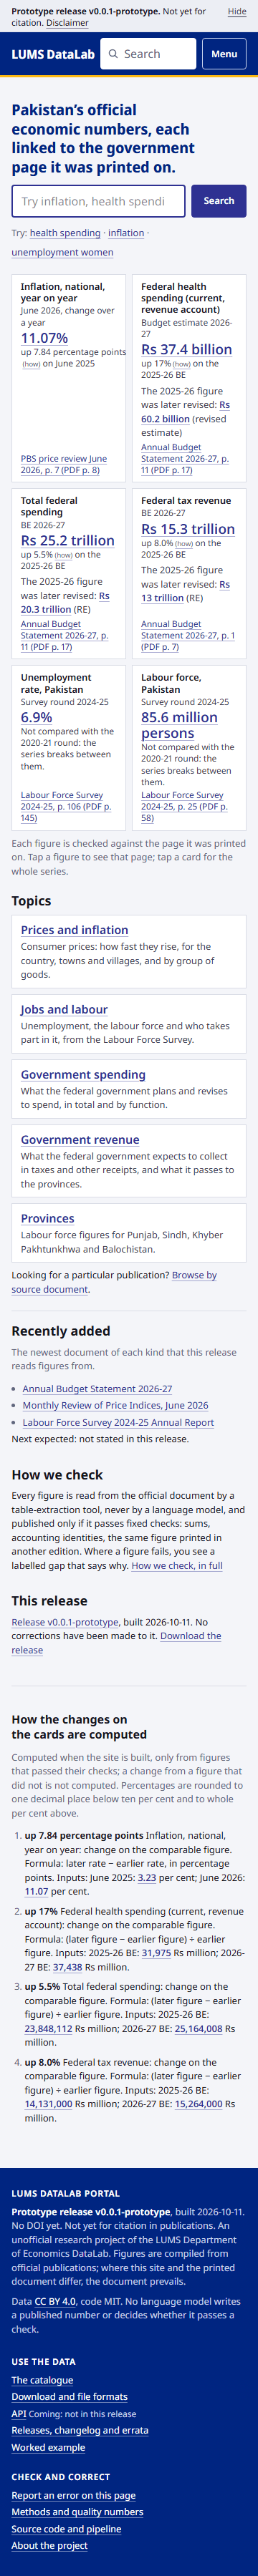 Prototype release v0.0.1-prototype. Not yet for
citation. Disclaimer
Hide
LUMS DataLab
Search
Menu
Pakistan’s official
economic numbers, each
linked to the government
page it was printed on.
Try inflation, health spendi
Search
Try: health spending · inflation ·
unemployment women
Inflation, national,
year on year
June 2026, change over
a year
11.07%
up 7.84 percentage points
(how) on June 2025
PBS price review June
2026, p. 7 (PDF p. 8)
Federal health
spending (current,
revenue account)
Budget estimate 2026-
27
Rs 37.4 billion
up 17% (how) on the
2025-26 BE
The 2025-26 figure
was later revised: Rs
60.2 billion (revised
estimate)
Annual Budget
Statement 2026-27, p.
11 (PDF p. 17)
Total federal
spending
BE 2026-27
Rs 25.2 trillion
up 5.5% (how) on the
2025-26 BE
The 2025-26 figure
was later revised: Rs
20.3 trillion (RE)
Annual Budget
Statement 2026-27, p.
11 (PDF p. 17)
Federal tax revenue
BE 2026-27
Rs 15.3 trillion
up 8.0% (how) on the
2025-26 BE
The 2025-26 figure
was later revised: Rs
13 trillion (RE)
Annual Budget
Statement 2026-27, p. 1
(PDF p. 7)
Unemployment
rate, Pakistan
Survey round 2024-25
6.9%
Not compared with the
2020-21 round: the
series breaks between
them.
Labour Force Survey
2024-25, p. 106 (PDF p.
145)
Labour force,
Pakistan
Survey round 2024-25
85.6 million
persons
Not compared with the
2020-21 round: the
series breaks between
them.
Labour Force Survey
2024-25, p. 25 (PDF p.
58)
Each figure is checked against the page it was printed
on. Tap a figure to see that page; tap a card for the
whole series.
Topics
Prices and inflation
Consumer prices: how fast they rise, for the
country, towns and villages, and by group of
goods.
Jobs and labour
Unemployment, the labour force and who takes
part in it, from the Labour Force Survey.
Government spending
What the federal government plans and revises
to spend, in total and by function.
Government revenue
What the federal government expects to collect
in taxes and other receipts, and what it passes to
the provinces.
Provinces
Labour force figures for Punjab, Sindh, Khyber
Pakhtunkhwa and Balochistan.
Looking for a particular publication? Browse by
source document.
Recently added
The newest document of each kind that this release
reads figures from.
• Annual Budget Statement 2026-27
• Monthly Review of Price Indices, June 2026
• Labour Force Survey 2024-25 Annual Report
Next expected: not stated in this release.
How we check
Every figure is read from the official document by a
table-extraction tool, never by a language model, and
published only if it passes fixed checks: sums,
accounting identities, the same figure printed in
another edition. Where a figure fails, you see a
labelled gap that says why. How we check, in full
This release
Release v0.0.1-prototype, built 2026-10-11. No
corrections have been made to it. Download the
release
How the changes on
the cards are computed
Computed when the site is built, only from figures
that passed their checks; a change from a figure that
did not is not computed. Percentages are rounded to
one decimal place below ten per cent and to whole
per cent above.
1. up 7.84 percentage points Inflation, national,
year on year: change on the comparable figure.
Formula: later rate − earlier rate, in percentage
points. Inputs: June 2025: 3.23 per cent; June 2026:
11.07 per cent.
2. up 17% Federal health spending (current, revenue
account): change on the comparable figure.
Formula: (later figure − earlier figure) ÷ earlier
figure. Inputs: 2025-26 BE: 31,975 Rs million; 2026-
27 BE: 37,438 Rs million.
3. up 5.5% Total federal spending: change on the
comparable figure. Formula: (later figure − earlier
figure) ÷ earlier figure. Inputs: 2025-26 BE:
23,848,112 Rs million; 2026-27 BE: 25,164,008 Rs
million.
4. up 8.0% Federal tax revenue: change on the
comparable figure. Formula: (later figure − earlier
figure) ÷ earlier figure. Inputs: 2025-26 BE:
14,131,000 Rs million; 2026-27 BE: 15,264,000 Rs
million.
LUMS DATALAB PORTAL
Prototype release v0.0.1-prototype, built 2026-10-11.
No DOI yet. Not yet for citation in publications. An
unofficial research project of the LUMS Department
of Economics DataLab. Figures are compiled from
official publications; where this site and the printed
document differ, the document prevails.
Data CC BY 4.0, code MIT. No language model writes
a published number or decides whether it passes a
check.
USE THE DATA
The catalogue
Download and file formats
API Coming: not in this release
Releases, changelog and errata
Worked example
CHECK AND CORRECT
Report an error on this page
Methods and quality numbers
Source code and pipeline
About the project